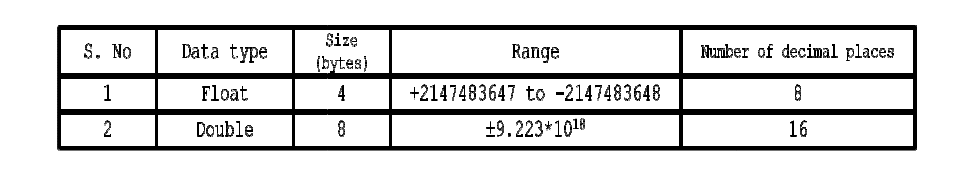 S. No Data type Size (bytes) Range Number of decimal places
1 Float 4 +2147483647 to -2147483648 8
2 Double 8 ±9.223*10¹⁸ 16